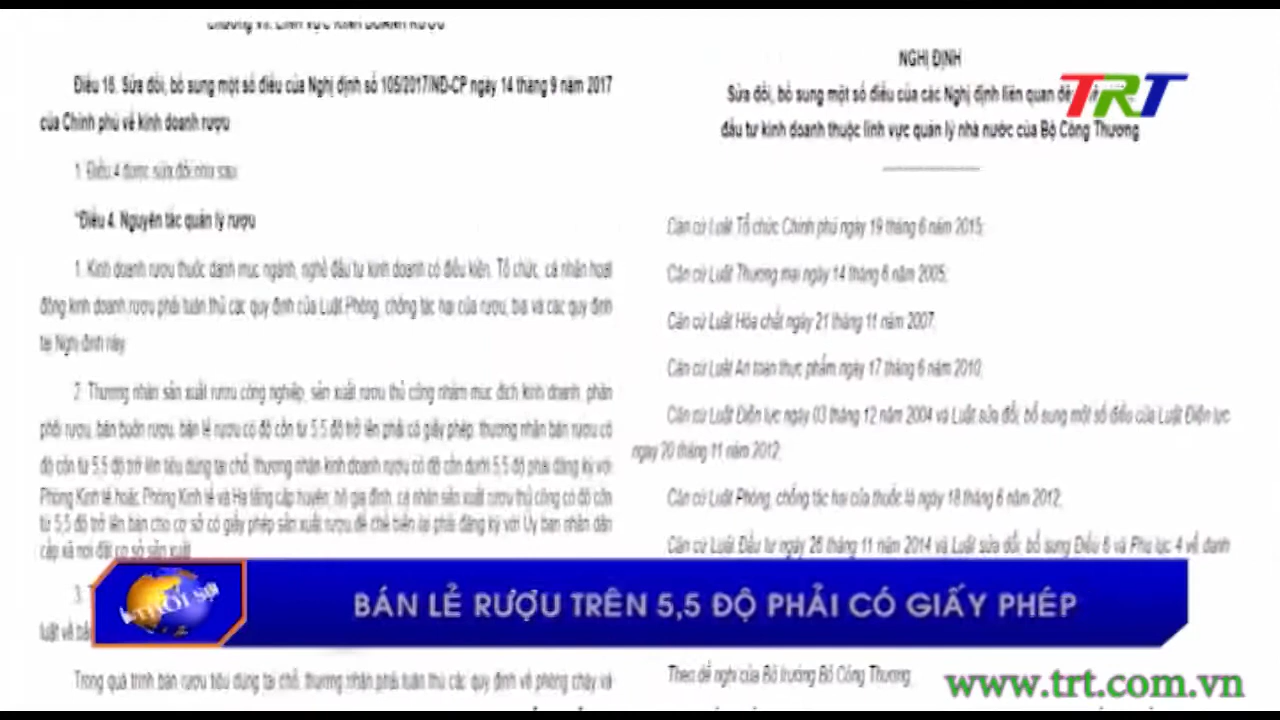 Điều 16. Sửa đổi, bổ sung một số điều của Nghị định số 105/2017/NĐ-CP ngày 14 tháng 9 năm 2017
của Chính phủ về kinh doanh rượu
1. Điều 4 được sửa đổi như sau:
"Điều 4. Nguyên tắc quản lý rượu
1. Kinh doanh rượu thuộc danh mục ngành, nghề đầu tư kinh doanh có điều kiện. Tổ chức, cá nhân hoạt
động kinh doanh rượu phải tuân thủ các quy định của Luật Phòng, chống tác hại của rượu, bia và các quy định
tại Nghị định này.
2. Thương nhân sản xuất rượu công nghiệp, sản xuất rượu thủ công nhằm mục đích kinh doanh, phân
phối rượu, bán buôn rượu, bán lẻ rượu có độ cồn từ 5,5 độ trở lên phải có giấy phép; thương nhân bán rượu có
độ cồn từ 5,5 độ trở lên tiêu dùng tại chỗ, thương nhân kinh doanh rượu có độ cồn dưới 5,5 độ phải đăng ký với
Phòng Kinh tế hoặc Phòng Kinh tế và Hạ tầng cấp huyện; hộ gia đình, cá nhân sản xuất rượu thủ công có độ cồn
từ 5,5 độ trở lên bán cho cơ sở có giấy phép sản xuất rượu để chế biến lại phải đăng ký với Ủy ban nhân dân
cấp xã nơi đặt cơ sở sản xuất.
3.
luật về
Trong quá trình bán rượu tiêu dùng tại chỗ, thương nhân phải tuân thủ các quy định về phòng cháy và
NGHỊ ĐỊNH
Sửa đổi, bổ sung một số điều của các Nghị định liên quan
đầu tư kinh doanh thuộc lĩnh vực quản lý nhà nước của Bộ Công Thương
TRT
Căn cứ Luật Tổ chức Chính phủ ngày 19 tháng 6 năm 2015;
Căn cứ Luật Thương mại ngày 14 tháng 6 năm 2005;
Căn cứ Luật Hóa chất ngày 21 tháng 11 năm 2007;
Căn cứ Luật An toàn thực phẩm ngày 17 tháng 6 năm 2010;
Căn cứ Luật Điện lực ngày 03 tháng 12 năm 2004 và Luật sửa đổi, bổ sung một số điều của Luật Điện lực
ngày 20 tháng 11 năm 2012;
Căn cứ Luật Phòng, chống tác hại của thuốc lá ngày 18 tháng 6 năm 2012;
Căn cứ Luật Đầu tư ngày 26 tháng 11 năm 2014 và Luật sửa đổi, bổ sung Điều 6 và Phụ lục 4 về danh
Theo đề nghị của Bộ trưởng Bộ Công Thương;
THỜI SỰ
BÁN LẺ RƯỢU TRÊN 5,5 ĐỘ PHẢI CÓ GIẤY PHÉP
www.trt.com.vn